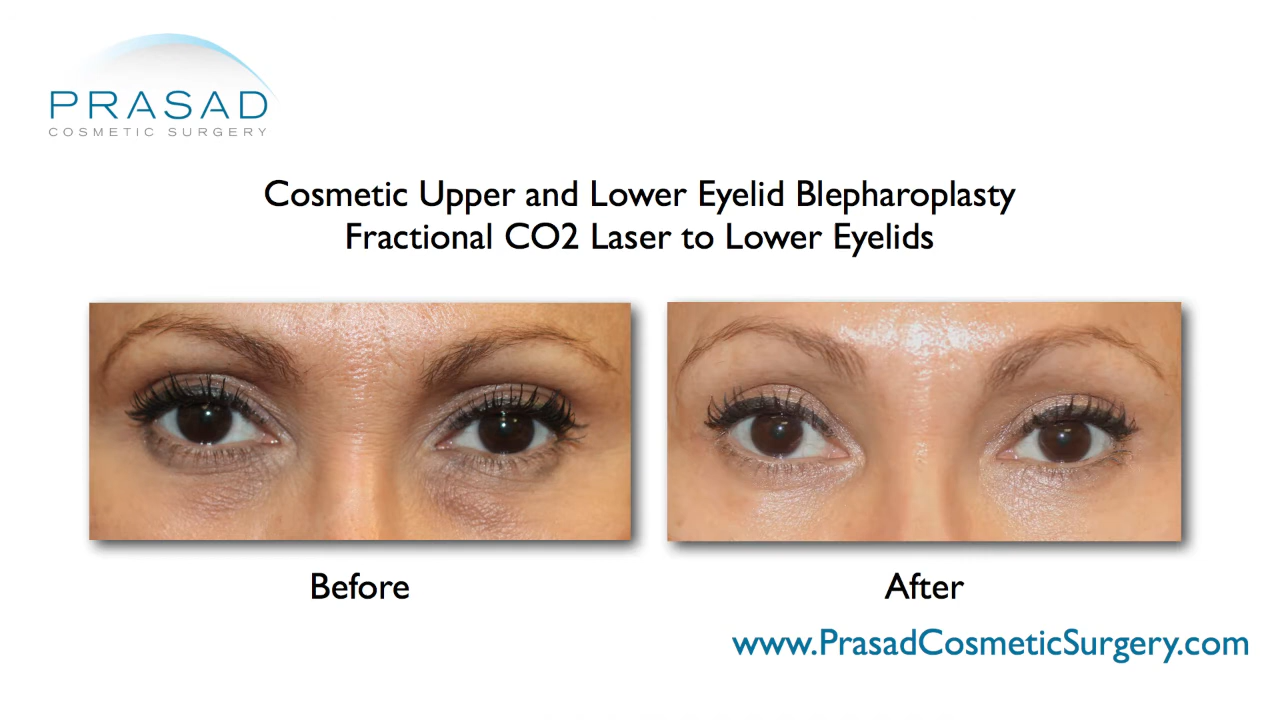 PRASAD
COSMETIC SURGERY
Cosmetic Upper and Lower Eyelid Blepharoplasty
Fractional CO2 Laser to Lower Eyelids
Before
After
www.PrasadCosmeticSurgery.com